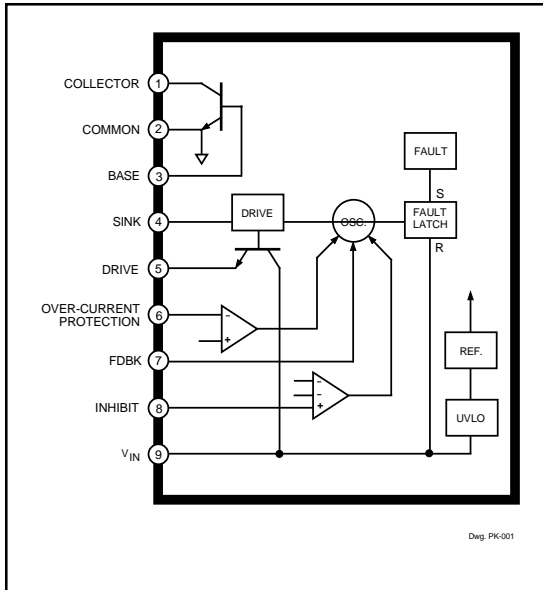 COLLECTOR 1
COMMON 2
FAULT
BASE 3
S
SINK 4
DRIVE
OSC.
FAULT
LATCH
R
DRIVE 5
OVER-CURRENT
PROTECTION 6
−
+
REF.
FDBK 7
−
−
+
INHIBIT 8
UVLO
VIN 9
Dwg. PK-001